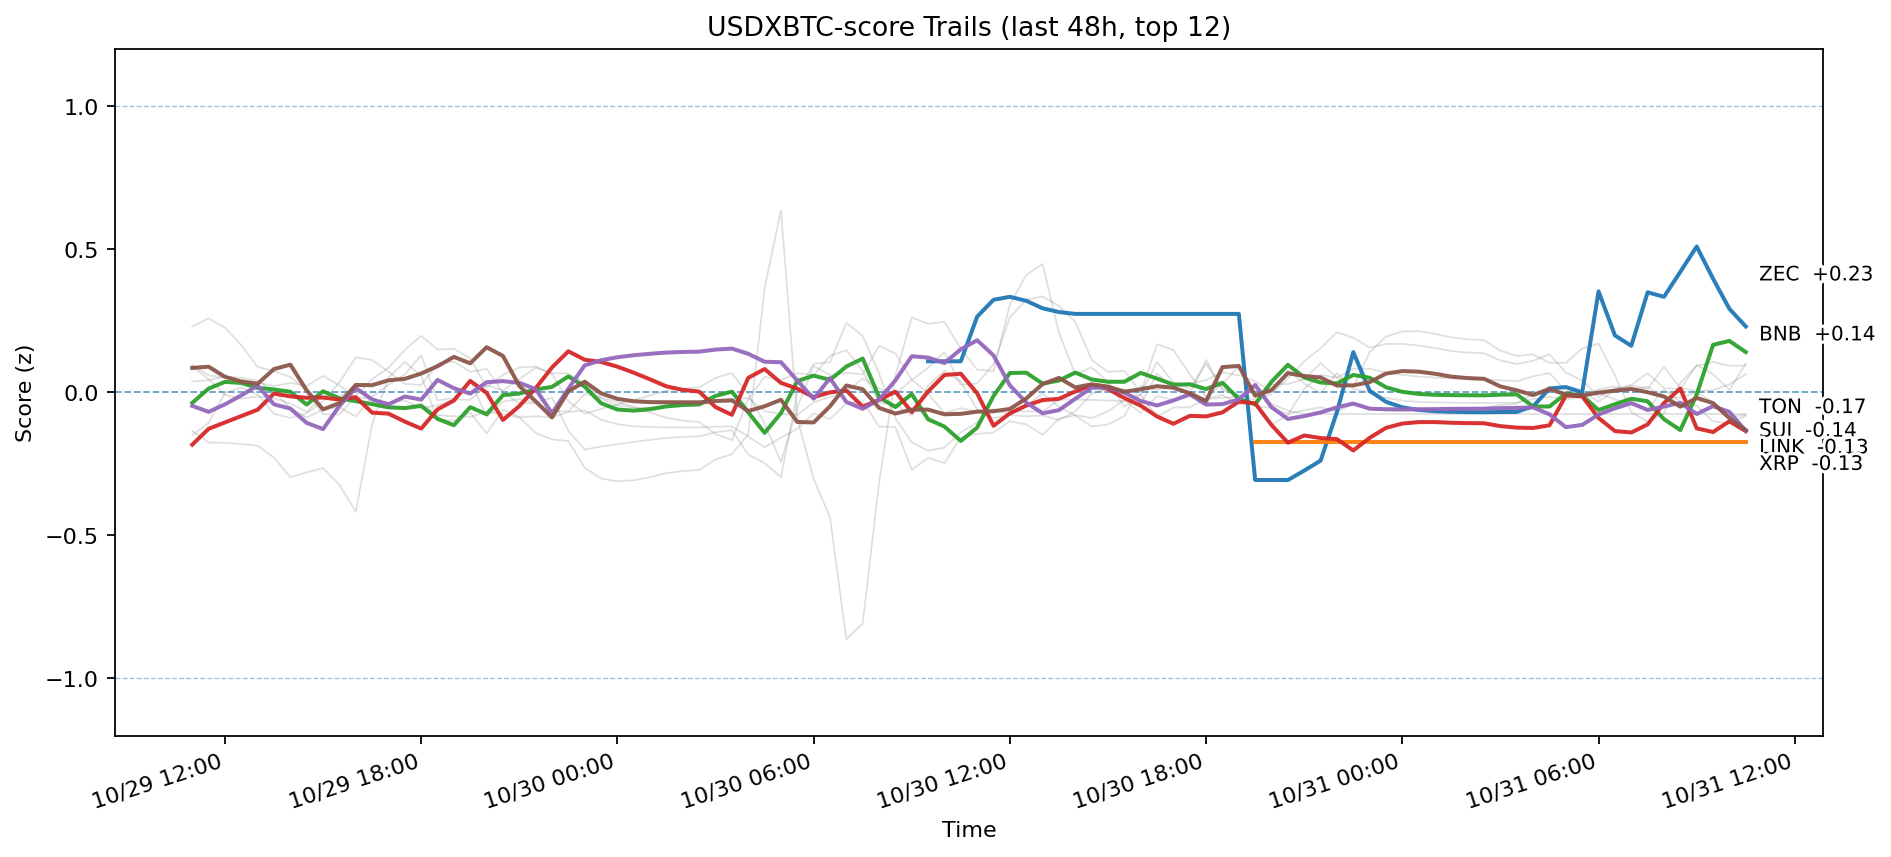 USDXBTC-score Trails (last 48h, top 12)
Score (z)
1.0
0.5
0.0
−0.5
−1.0
ZEC +0.23
BNB +0.14
TON -0.17
SUI -0.14
LINK -0.13
XRP -0.13
10/29 12:00
10/29 18:00
10/30 00:00
10/30 06:00
10/30 12:00
10/30 18:00
10/31 00:00
10/31 06:00
10/31 12:00
Time